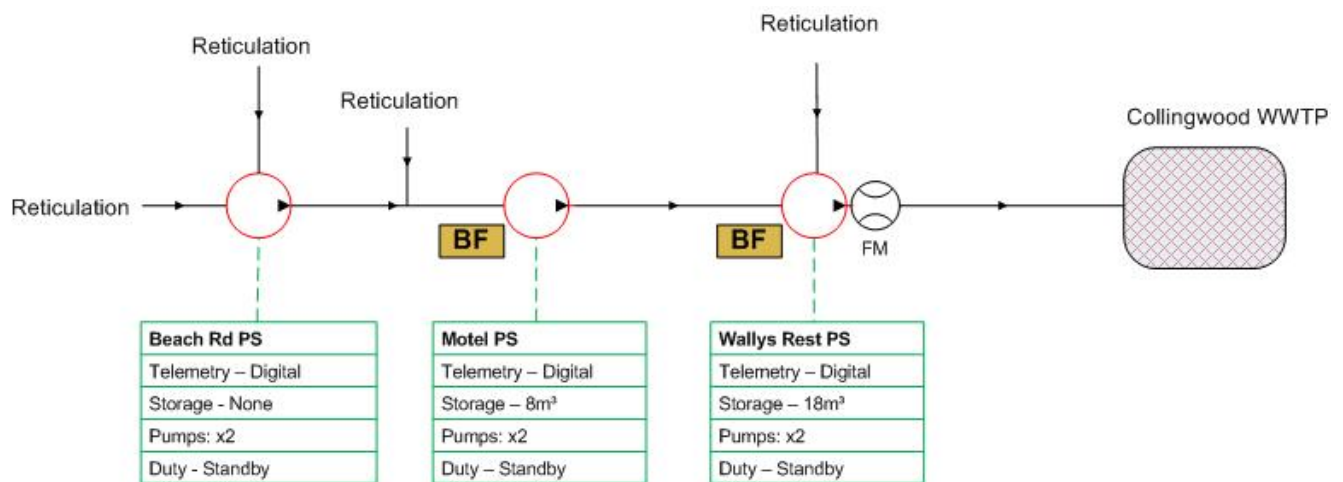 Reticulation
Reticulation
Reticulation
Collingwood WWTP
Reticulation
BF
BF
FM
Beach Rd PS
Telemetry – Digital
Storage - None
Pumps: x2
Duty - Standby
Motel PS
Telemetry – Digital
Storage – 8m³
Pumps: x2
Duty – Standby
Wallys Rest PS
Telemetry – Digital
Storage – 18m³
Pumps: x2
Duty – Standby